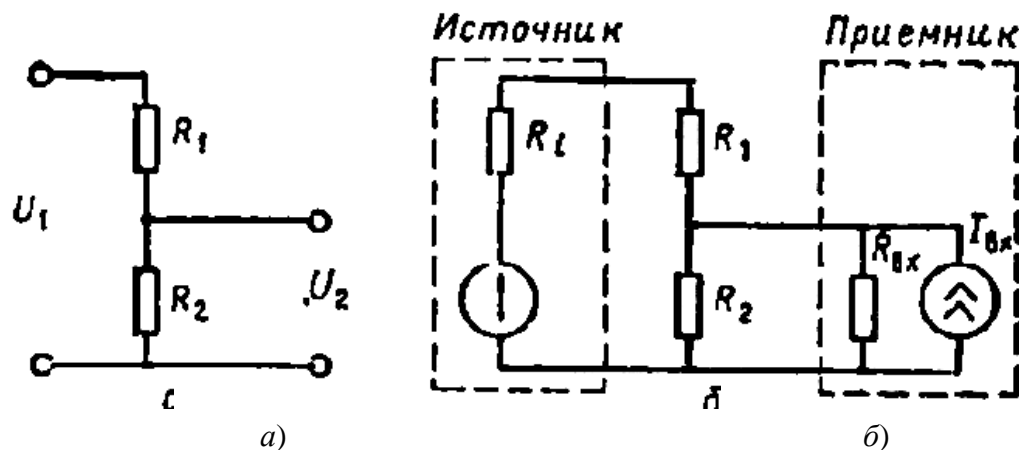 Источник
Приемник
R₁
R₂
U₁
U₂
Rᵢ
R₁
R₂
Rвх
Iвх
б
а)
б)